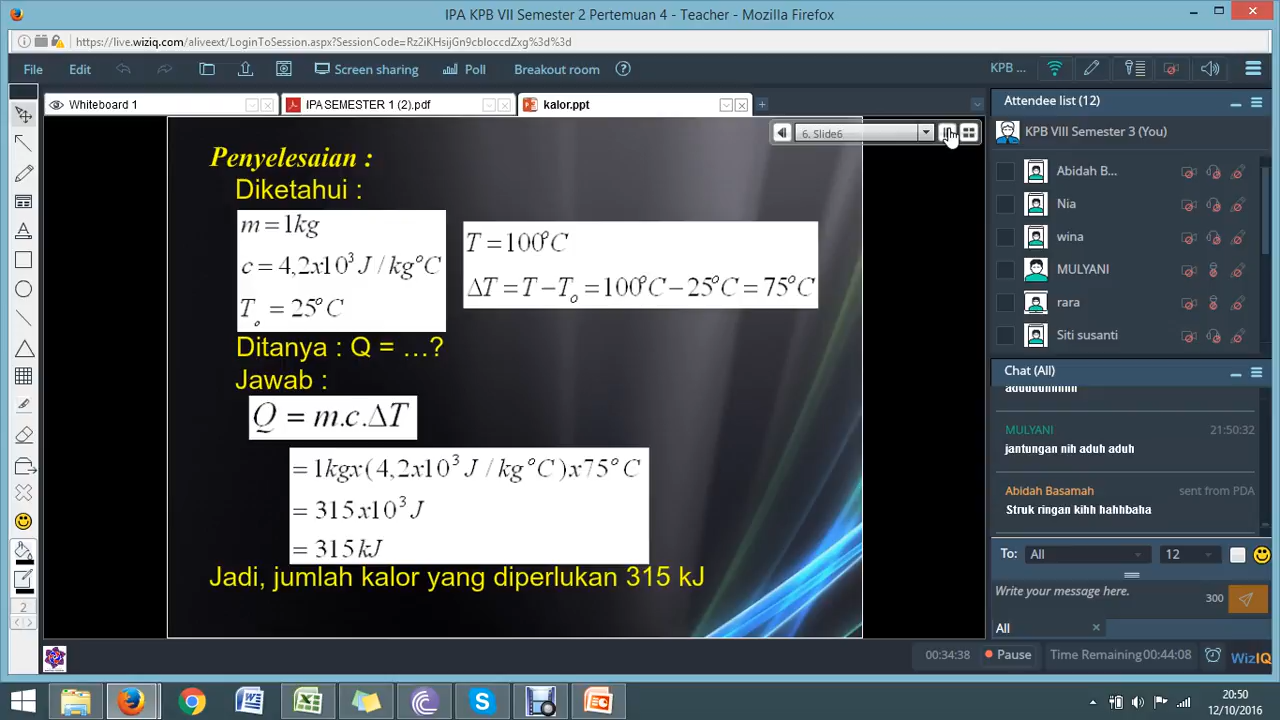 IPA KPB VII Semester 2 Pertemuan 4 - Teacher - Mozilla Firefox
https://live.wiziq.com/aliveext/LoginToSession.aspx?SessionCode=Rz2iKHsijGn9cbloccdZxg%3d%3d
File Edit Screen sharing Poll Breakout room KPB ...
Whiteboard 1 IPA SEMESTER 1 (2).pdf kalor.ppt
6. Slide6
Penyelesaian :
Diketahui :
m = 1kg
c = 4,2x10³ J / kg°C
T₀ = 25°C
T = 100°C
ΔT = T − T₀ = 100°C − 25°C = 75°C
Ditanya : Q = …?
Jawab :
Q = m.c.ΔT
= 1kgx(4,2x10³ J / kg°C)x75°C
= 315x10³ J
= 315 kJ
Jadi, jumlah kalor yang diperlukan 315 kJ
2
Attendee list (12)
KPB VIII Semester 3 (You)
Abidah B...
Nia
wina
MULYANI
rara
Siti susanti
Chat (All)
MULYANI 21:50:32
jantungan nih aduh aduh
Abidah Basamah sent from PDA
Struk ringan kihh hahhbaha
To: All 12
Write your message here. 300
All
00:34:38 Pause Time Remaining 00:44:08 WizIQ
20:50
12/10/2016